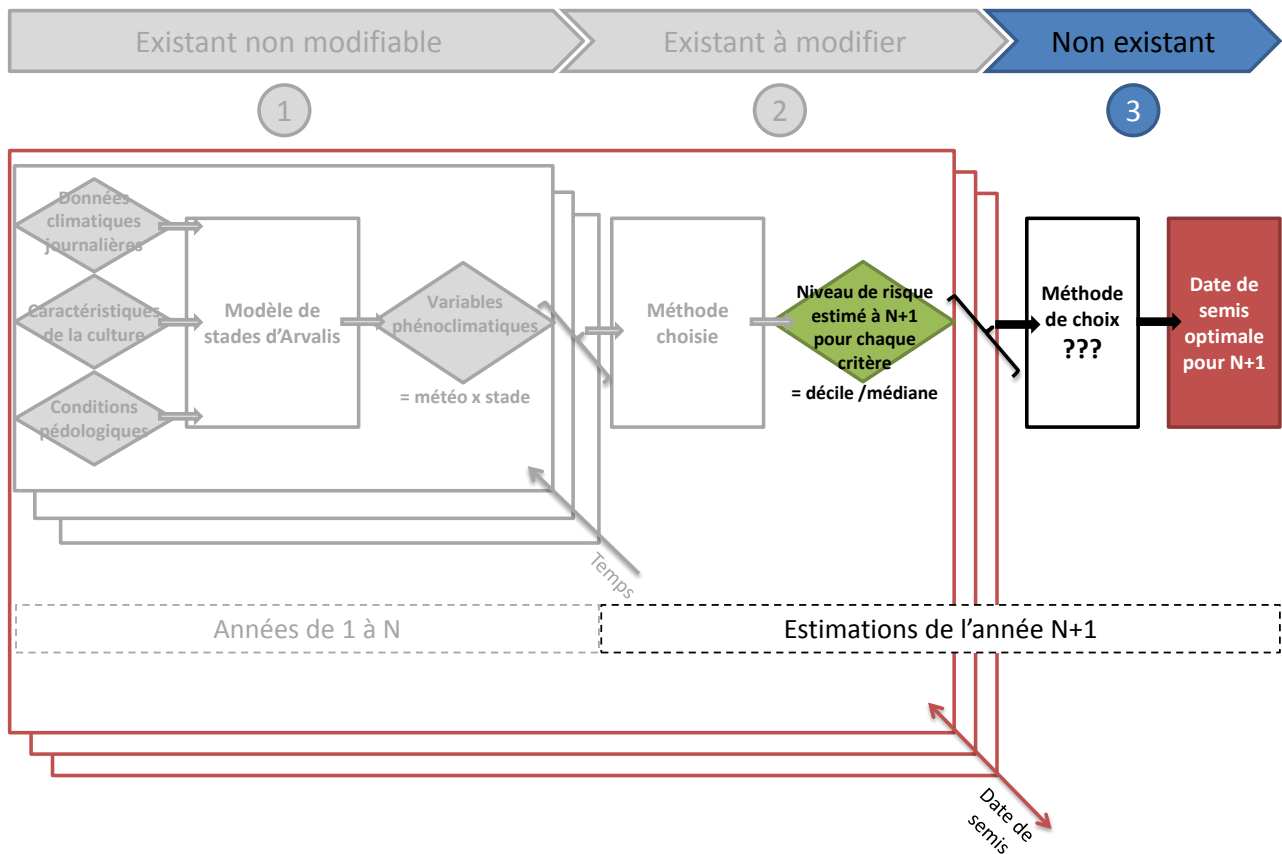 Existant non modifiable
Existant à modifier
Non existant
1
2
3
Données
climatiques
journalières
Caractéristiques
de la culture
Conditions
pédologiques
Modèle de
stades d'Arvalis
Variables
phénoclimatiques
= météo x stade
Méthode
choisie
Niveau de risque
estimé à N+1
pour chaque
critère
= décile /médiane
Méthode
de choix
???
Date de
semis
optimale
pour N+1
Temps
Années de 1 à N
Estimations de l'année N+1
Date de
semis